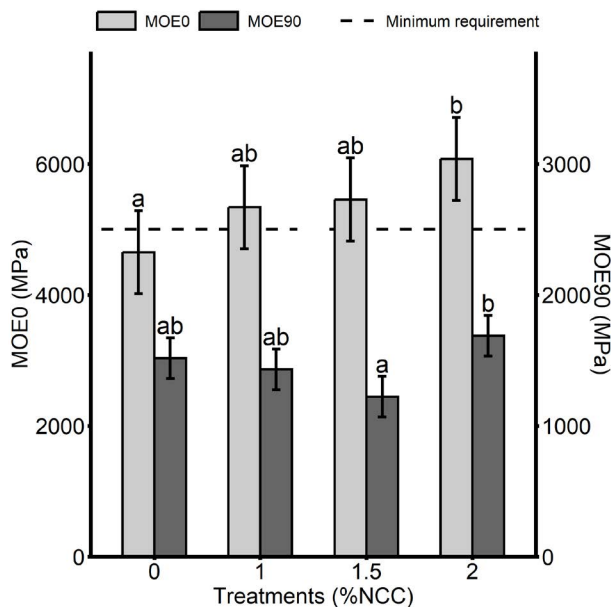 MOE0 MOE90 Minimum requirement
b
ab ab
a
6000 3000
MOE0 (MPa)
MOE90 (MPa)
4000 2000
ab ab a b
2000 1000
0 0
0 1 1.5 2
Treatments (%NCC)